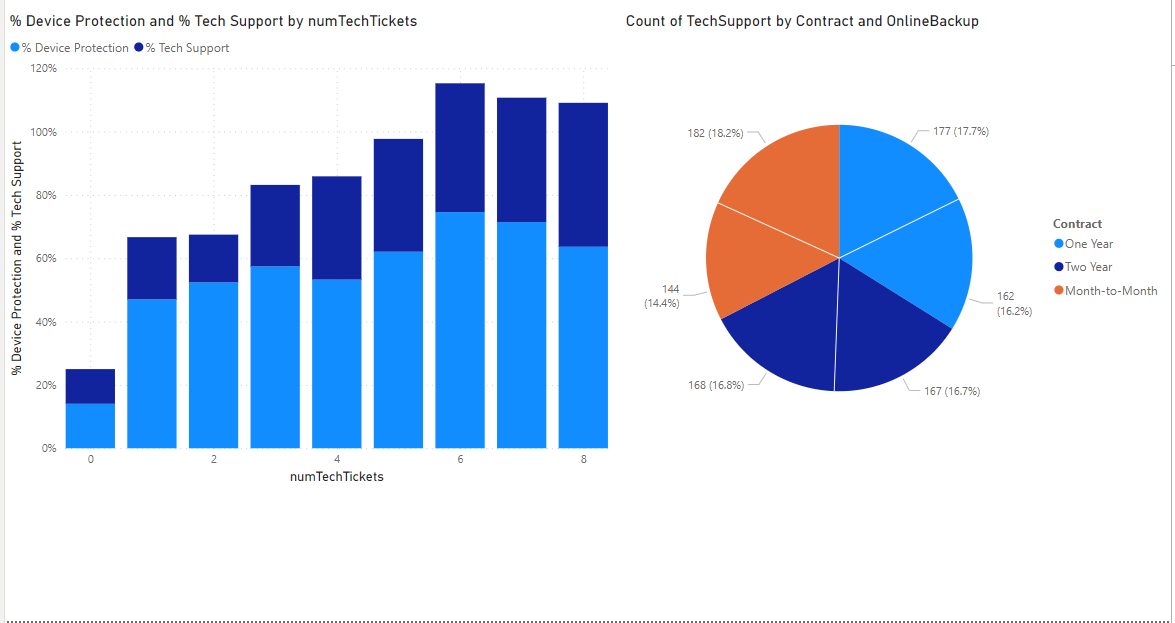 % Device Protection and % Tech Support by numTechTickets
% Device Protection % Tech Support
120%
100%
80%
60%
40%
20%
0%
% Device Protection and % Tech Support
0 2 4 6 8
numTechTickets
Count of TechSupport by Contract and OnlineBackup
182 (18.2%)
177 (17.7%)
144
(14.4%)
162
(16.2%)
168 (16.8%)
167 (16.7%)
Contract
One Year
Two Year
Month-to-Month